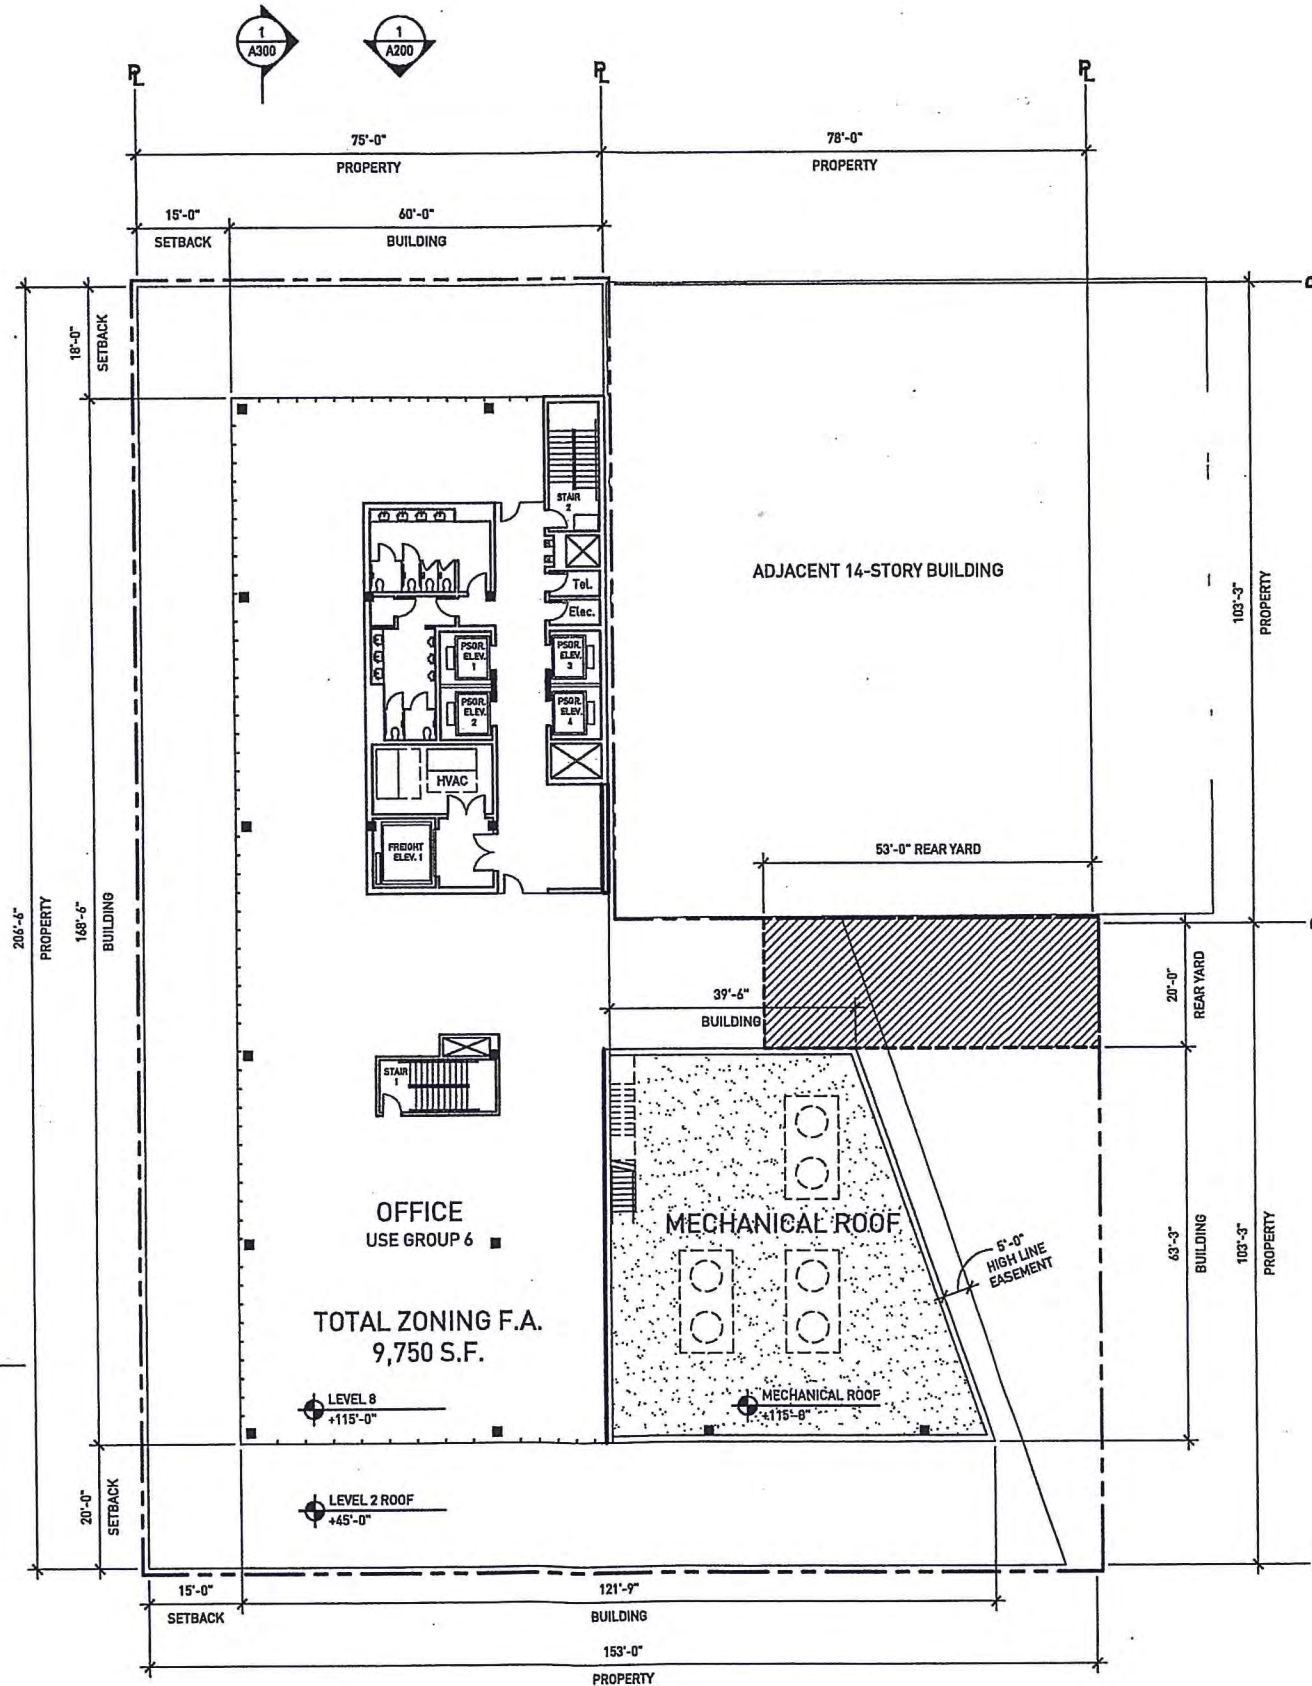 1
A300
1
A200
PL
PL
PL
75'-0"
PROPERTY
78'-0"
PROPERTY
15'-0"
SETBACK
60'-0"
BUILDING
18'-0"
SETBACK
206'-6"
PROPERTY
168'-6"
BUILDING
20'-0"
SETBACK
STAIR
2
Tel.
Elec.
PSGR.
ELEV.
1
PSGR.
ELEV.
2
PSGR.
ELEV.
3
PSGR.
ELEV.
4
HVAC
FREIGHT
ELEV. 1
ADJACENT 14-STORY BUILDING
103'-3"
PROPERTY
53'-0" REAR YARD
20'-0"
REAR YARD
39'-6"
BUILDING
STAIR
1
OFFICE
USE GROUP 6
TOTAL ZONING F.A.
9,750 S.F.
MECHANICAL ROOF
5'-0"
HIGH LINE
EASEMENT
63'-3"
BUILDING
103'-3"
PROPERTY
LEVEL 8
+115'-0"
MECHANICAL ROOF
+115'-0"
LEVEL 2 ROOF
+45'-0"
15'-0"
SETBACK
121'-9"
BUILDING
153'-0"
PROPERTY